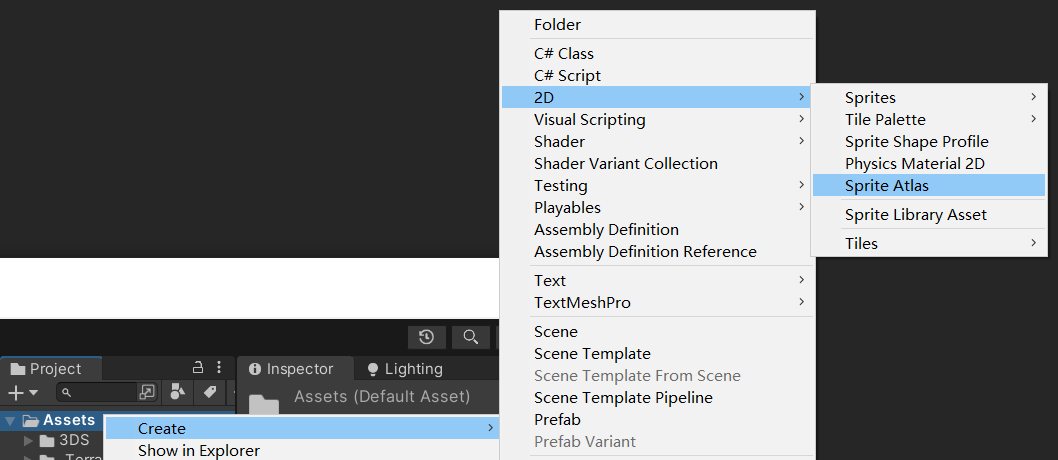 Folder
C# Class
C# Script
2D
Visual Scripting
Shader
Shader Variant Collection
Testing
Playables
Assembly Definition
Assembly Definition Reference
Text
TextMeshPro
Scene
Scene Template
Scene Template From Scene
Scene Template Pipeline
Prefab
Prefab Variant
Sprites
Tile Palette
Sprite Shape Profile
Physics Material 2D
Sprite Atlas
Sprite Library Asset
Tiles
Project
Inspector
Lighting
Assets (Default Asset)
Assets
3DS
Create
Show in Explorer